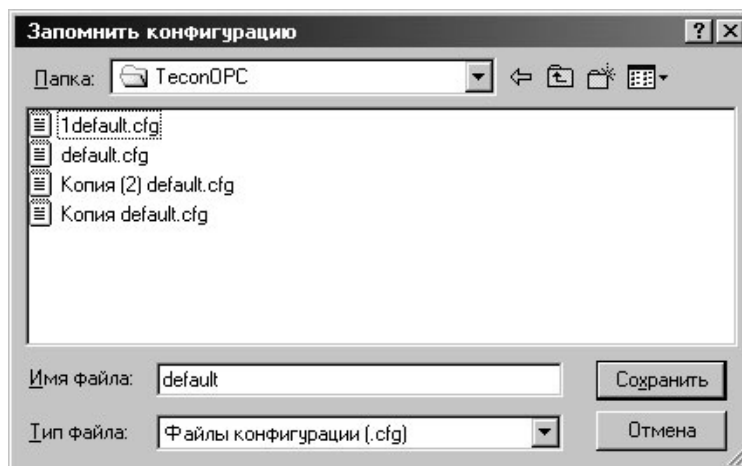 Запомнить конфигурацию
Папка: TeconOPC
1default.cfg
default.cfg
Копия (2) default.cfg
Копия default.cfg
Имя файла: default Сохранить
Тип файла: Файлы конфигурации (.cfg) Отмена